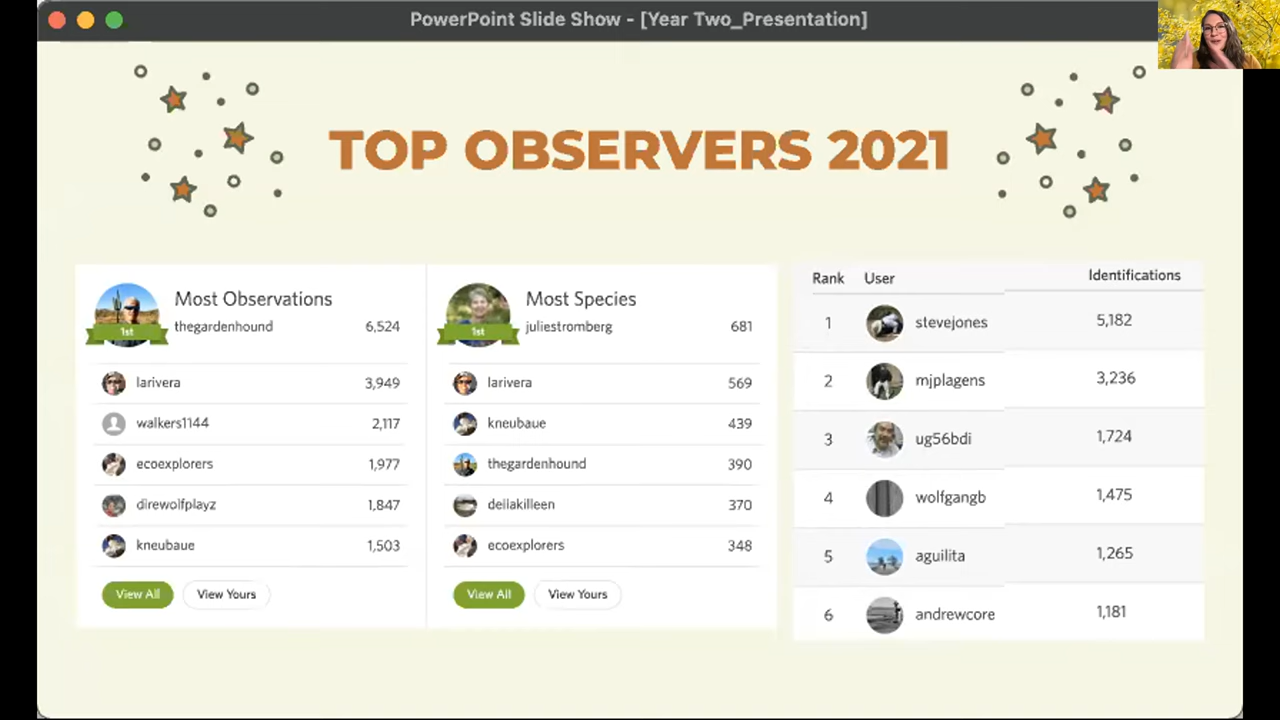 PowerPoint Slide Show - [Year Two_Presentation]
TOP OBSERVERS 2021
1st
Most Observations
thegardenhound 6,524
larivera 3,949
walkers1144 2,117
ecoexplorers 1,977
direwolfplayz 1,847
kneubaue 1,503
View All View Yours
1st
Most Species
juliestromberg 681
larivera 569
kneubaue 439
thegardenhound 390
deliakilleen 370
ecoexplorers 348
View All View Yours
Rank User Identifications
1 stevejones 5,182
2 mjplagens 3,236
3 ug56bdi 1,724
4 wolfgangb 1,475
5 aguilita 1,265
6 andrewcore 1,181